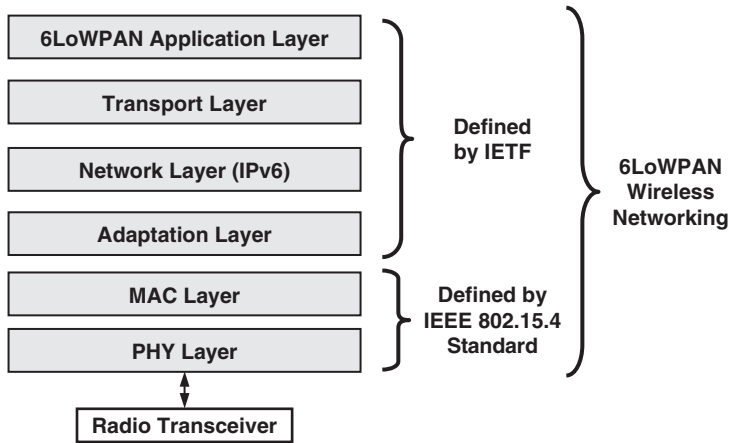 6LoWPAN Application Layer
Transport Layer
Network Layer (IPv6)
Adaptation Layer
Defined
by IETF
MAC Layer
PHY Layer
Defined by
IEEE 802.15.4
Standard
6LoWPAN
Wireless
Networking
Radio Transceiver